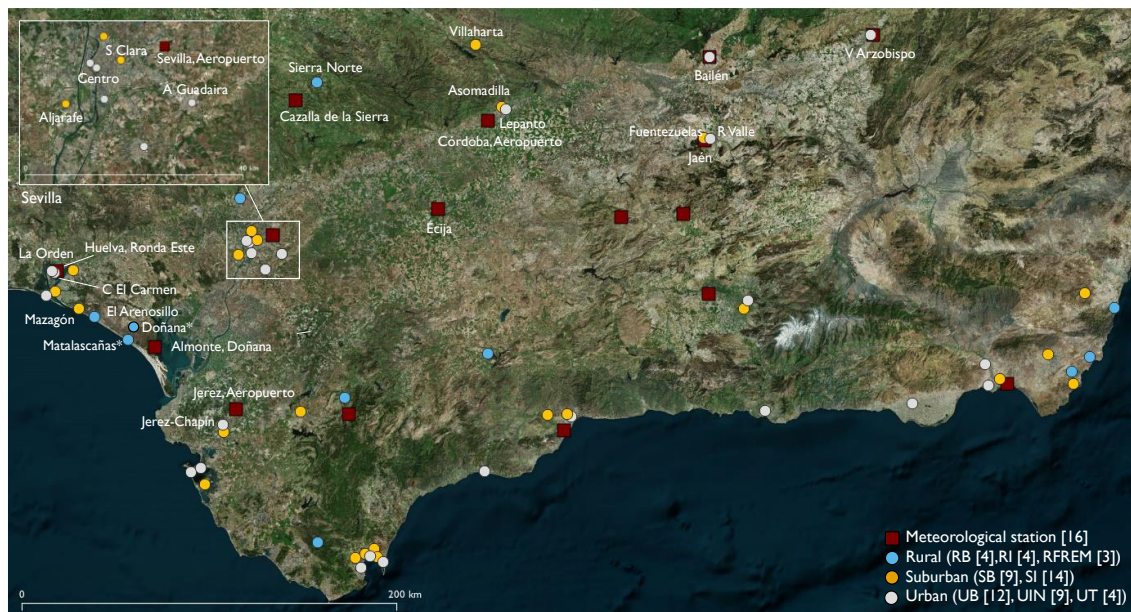 S Clara
Sevilla, Aeropuerto
Centro
A Guadaira
Aljarafe
0 40 km
Sevilla
Villaharta
Sierra Norte
Cazalla de la Sierra
Asomadilla
Lepanto
Córdoba, Aeropuerto
Bailén
V Arzobispo
Fuentezuelas
R Valle
Jaén
Ecija
La Orden
Huelva, Ronda Este
C El Carmen
Mazagón
El Arenosillo
Doñana*
Matalascañas*
Almonte, Doñana
Jerez, Aeropuerto
Jerez-Chapín
Meteorological station [16]
Rural (RB [4],RI [4], RFREM [3])
Suburban (SB [9], SI [14])
Urban (UB [12], UIN [9], UT [4])
0 200 km